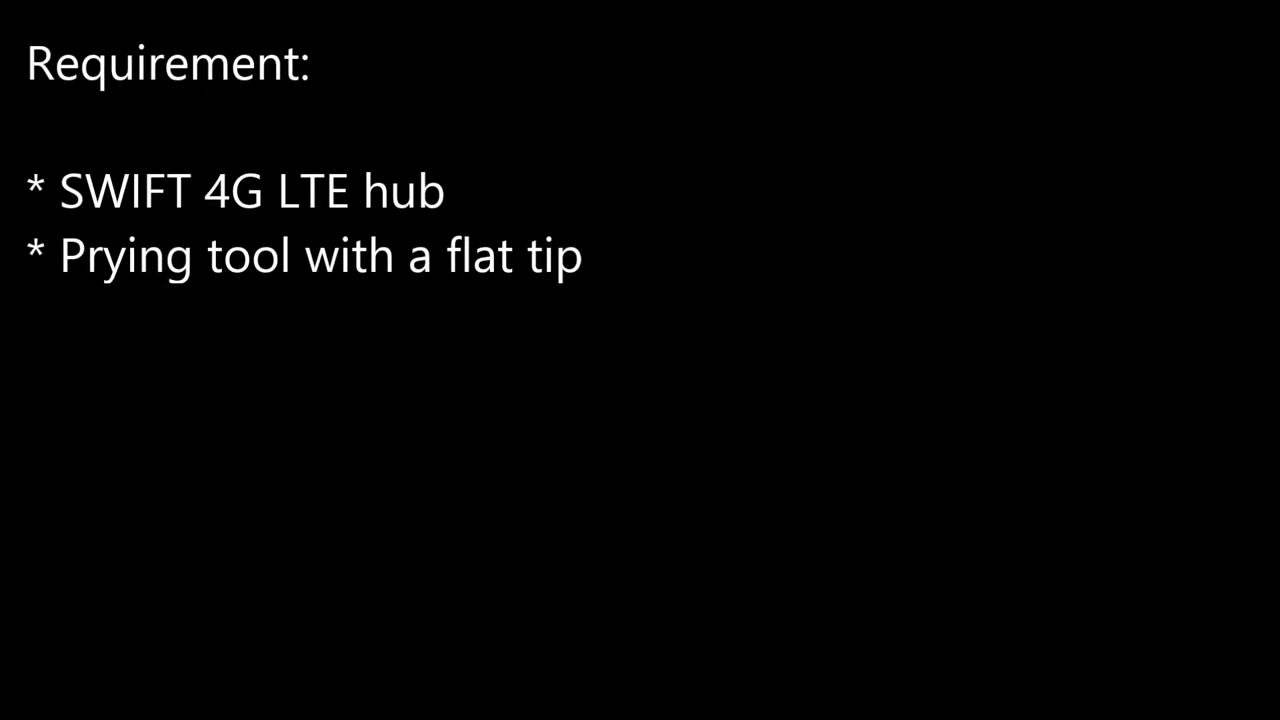 Requirement:
* SWIFT 4G LTE hub
* Prying tool with a flat tip